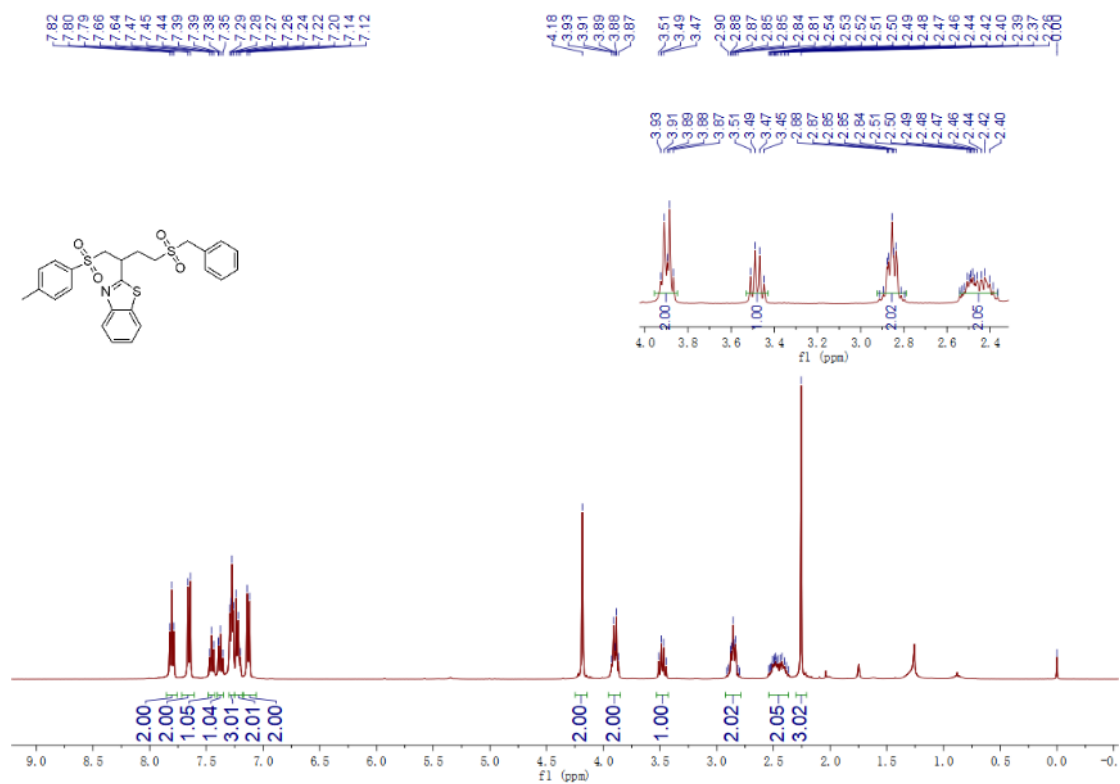 7.82 7.80 7.79 7.66 7.64 7.47 7.45 7.44 7.39 7.39 7.38 7.35 7.29 7.28 7.27 7.26 7.24 7.22 7.20 7.14 7.12
4.18 3.93 3.91 3.89 3.88 3.87 3.51 3.49 3.47 2.90 2.88 2.87 2.85 2.85 2.84 2.81 2.54 2.53 2.52 2.51 2.50 2.49 2.48 2.47 2.46 2.44 2.42 2.40 2.39 2.37 2.26 -0.00
3.93 3.91 3.89 3.88 3.87 3.51 3.49 3.47 3.45 2.88 2.87 2.85 2.85 2.84 2.51 2.50 2.49 2.48 2.47 2.46 2.44 2.42 2.40
O
S
O
O
S
O
N
S
2.00 1.00 2.02 2.05
4.0 3.8 3.6 3.4 3.2 3.0 2.8 2.6 2.4
f1 (ppm)
2.00 2.00 1.05 1.04 3.01 2.01 2.00 2.00 2.00 1.00 2.02 2.05 3.02
9.0 8.5 8.0 7.5 7.0 6.5 6.0 5.5 5.0 4.5 4.0 3.5 3.0 2.5 2.0 1.5 1.0 0.5 0.0
f1 (ppm)